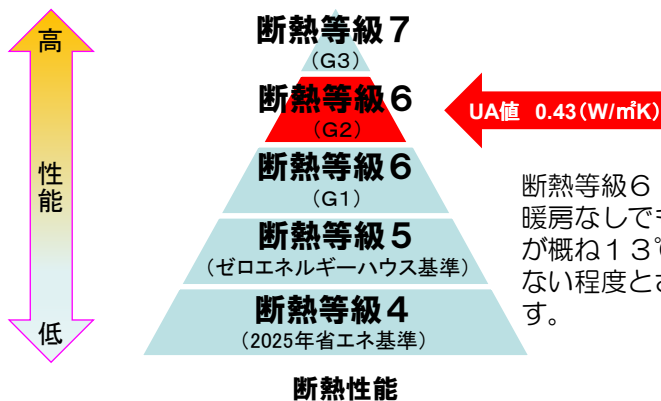 高
性能
低
断熱等級７
（G3）
断熱等級６
（G2）
断熱等級６
（G1）
断熱等級５
（ゼロエネルギーハウス基準）
断熱等級４
（2025年省エネ基準）
断熱性能
UA値 0.43（W/㎡K）
断熱等級６
暖房なしでも
が概ね１３℃
ない程度とさ
す。